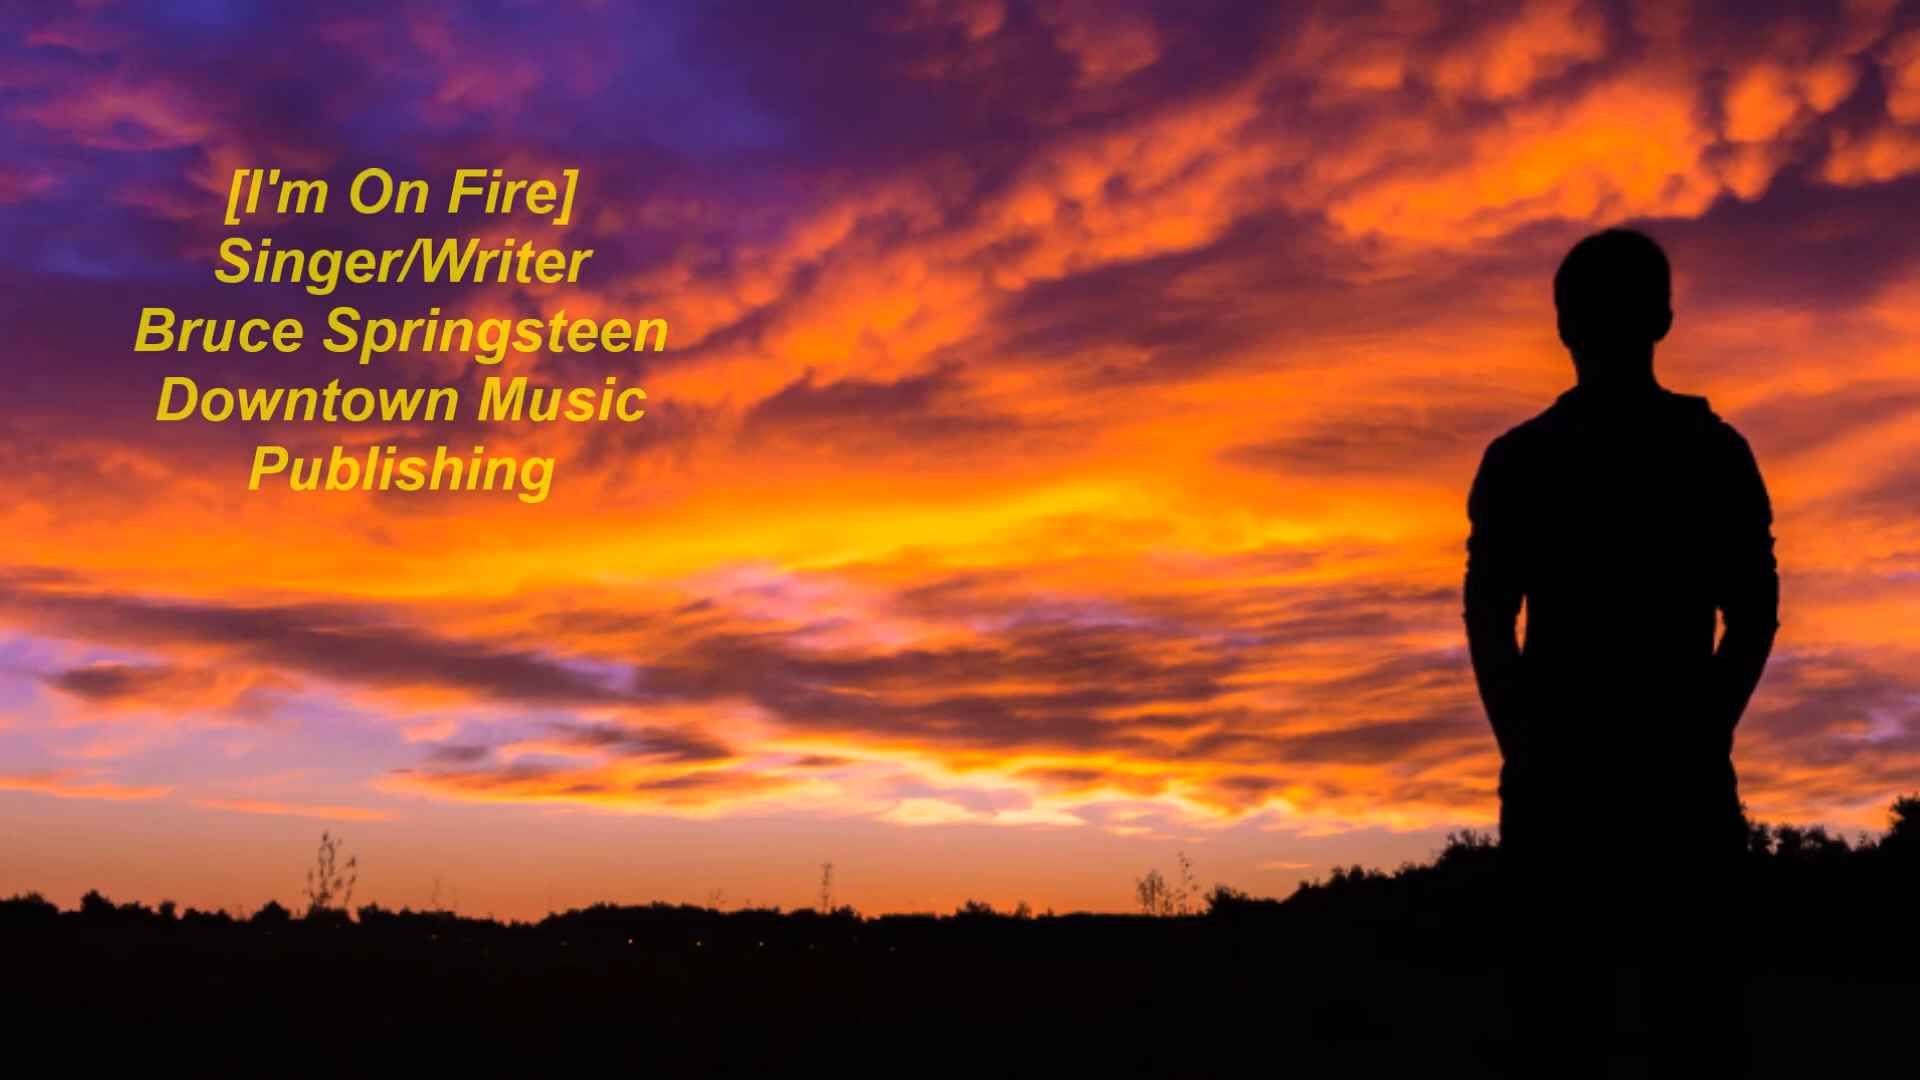 [I'm On Fire]
Singer/Writer
Bruce Springsteen
Downtown Music
Publishing